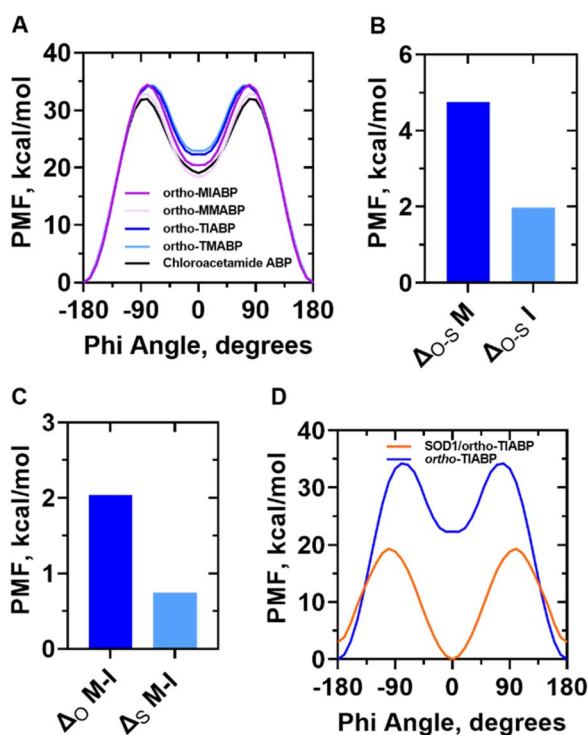 A
PMF, kcal/mol
40
30
20
10
0
-180 -90 0 90 180
Phi Angle, degrees
ortho-MIABP
ortho-MMABP
ortho-TIABP
ortho-TMABP
Chloroacetamide ABP
B
PMF, kcal/mol
6
4
2
0
ΔO-S M
ΔO-S I
C
PMF, kcal/mol
3
2
1
0
ΔO M-I
ΔS M-I
D
PMF, kcal/mol
40
30
20
10
0
-180 -90 0 90 180
Phi Angle, degrees
SOD1/ortho-TIABP
ortho-TIABP